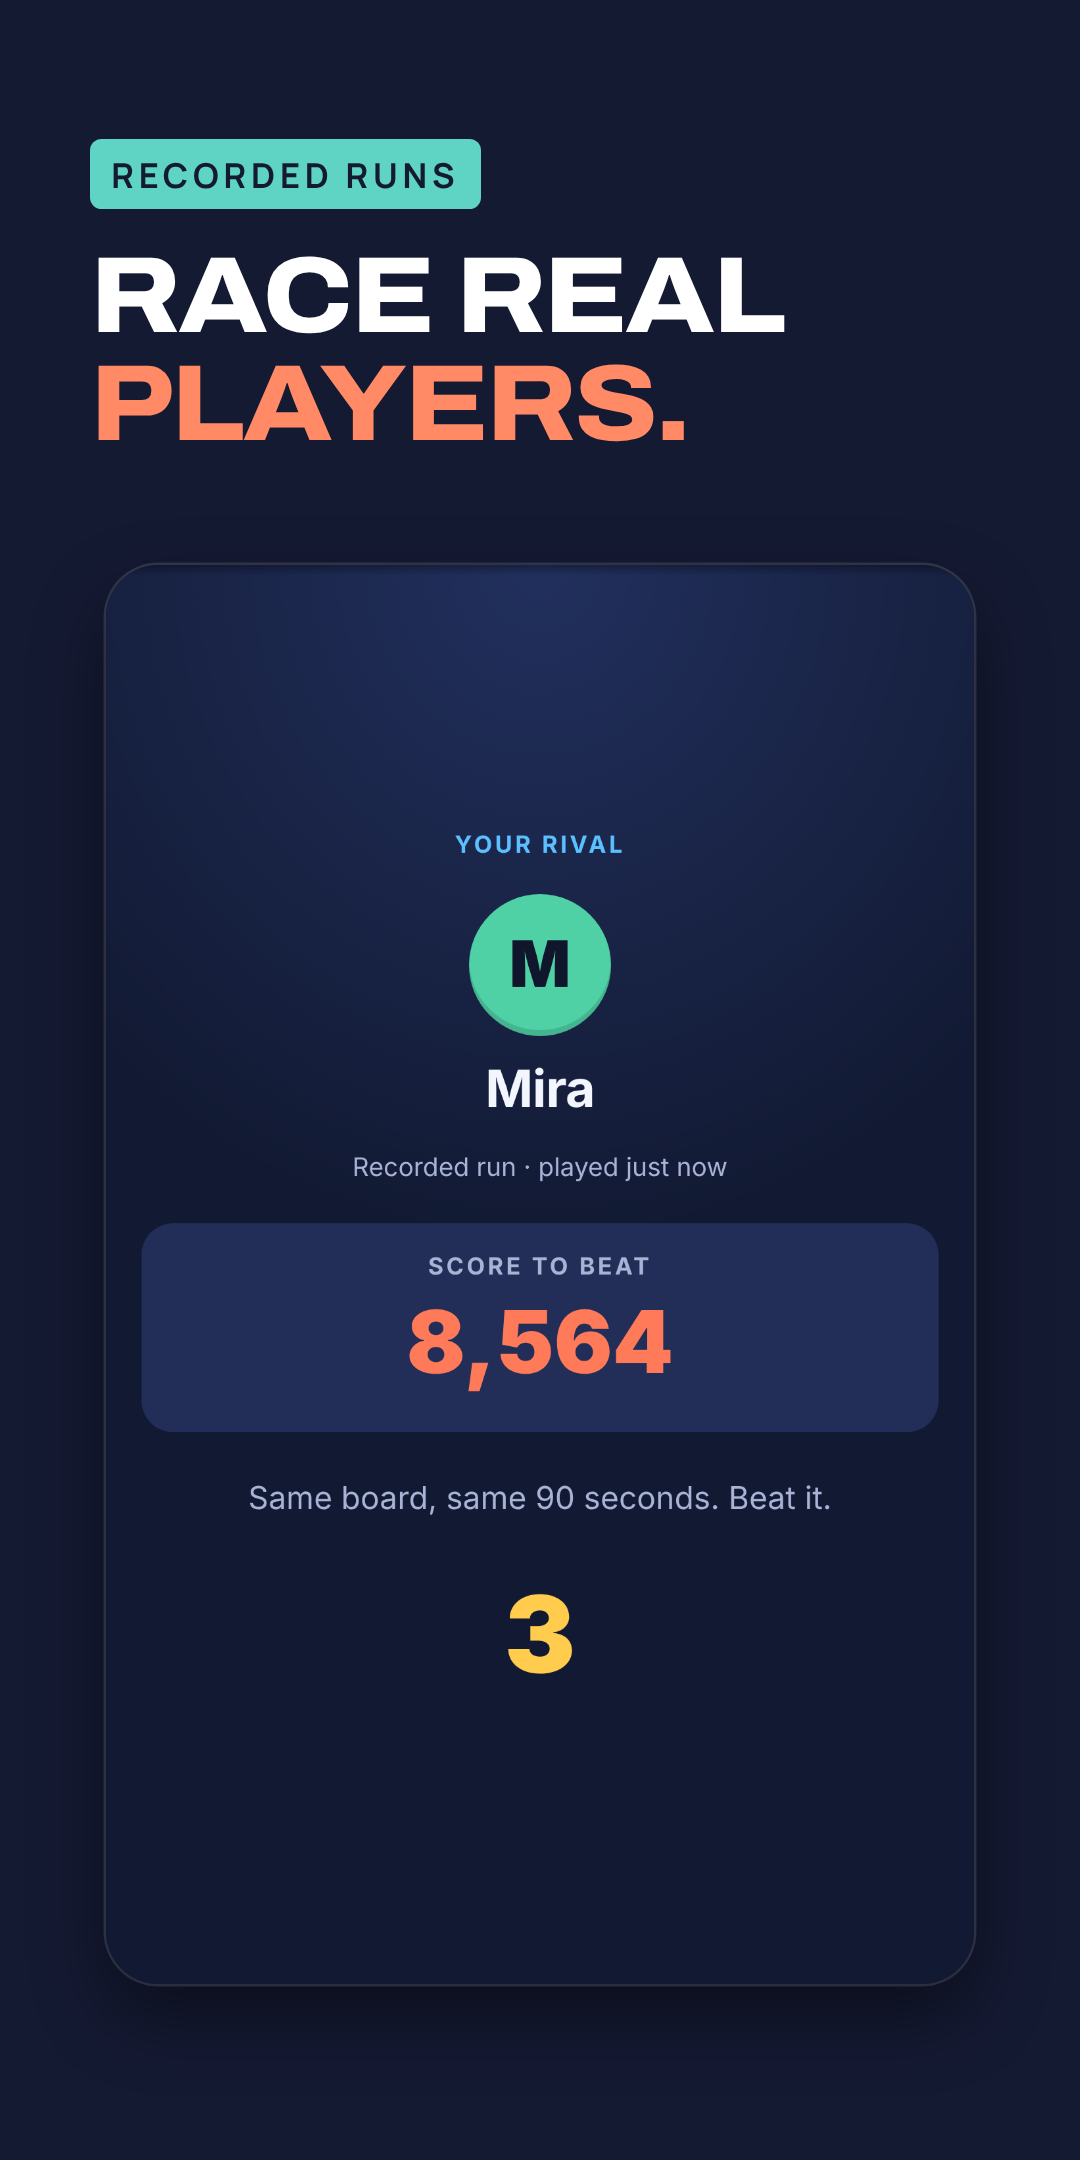 RECORDED RUNS
RACE REAL
PLAYERS.
YOUR RIVAL
M
Mira
Recorded run · played just now
SCORE TO BEAT
8,564
Same board, same 90 seconds. Beat it.
3